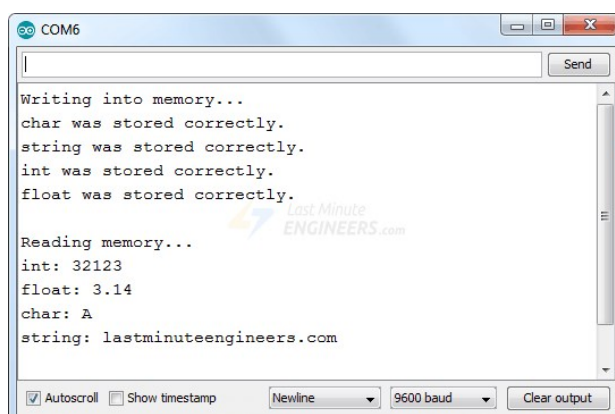 COM6
Send
Writing into memory...
char was stored correctly.
string was stored correctly.
int was stored correctly.
float was stored correctly.
Last Minute
ENGINEERS.com
Reading memory...
int: 32123
float: 3.14
char: A
string: lastminuteengineers.com
Autoscroll Show timestamp Newline 9600 baud Clear output